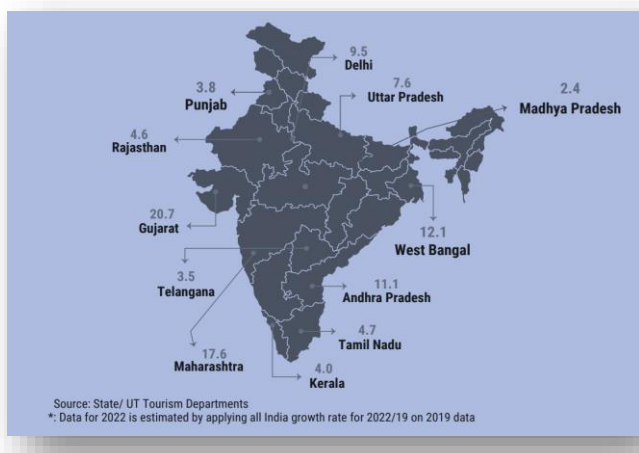 9.5
Delhi
3.8
Punjab
7.6
Uttar Pradesh
2.4
Madhya Pradesh
4.6
Rajasthan
20.7
Gujarat
12.1
West Bangal
3.5
Telangana
11.1
Andhra Pradesh
17.6
Maharashtra
4.7
Tamil Nadu
4.0
Kerala
Source: State/ UT Tourism Departments
*: Data for 2022 is estimated by applying all India growth rate for 2022/19 on 2019 data